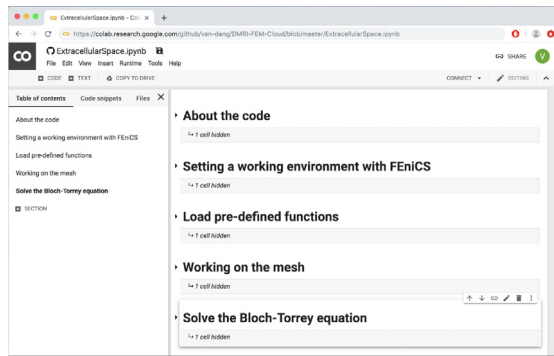 ExtracellularSpace.ipynb - Col
https://colab.research.google.com/github/van-dang/DMRI-FEM-Cloud/blob/master/ExtracellularSpace.ipynb
CO ExtracellularSpace.ipynb
SHARE V
File Edit View Insert Runtime Tools Help
CODE TEXT COPY TO DRIVE CONNECT EDITING
Table of contents Code snippets Files X
About the code
Setting a working environment with FEniCS
Load pre-defined functions
Working on the mesh
Solve the Bloch-Torrey equation
SECTION
About the code
1 cell hidden
Setting a working environment with FEniCS
1 cell hidden
Load pre-defined functions
1 cell hidden
Working on the mesh
1 cell hidden
Solve the Bloch-Torrey equation
1 cell hidden